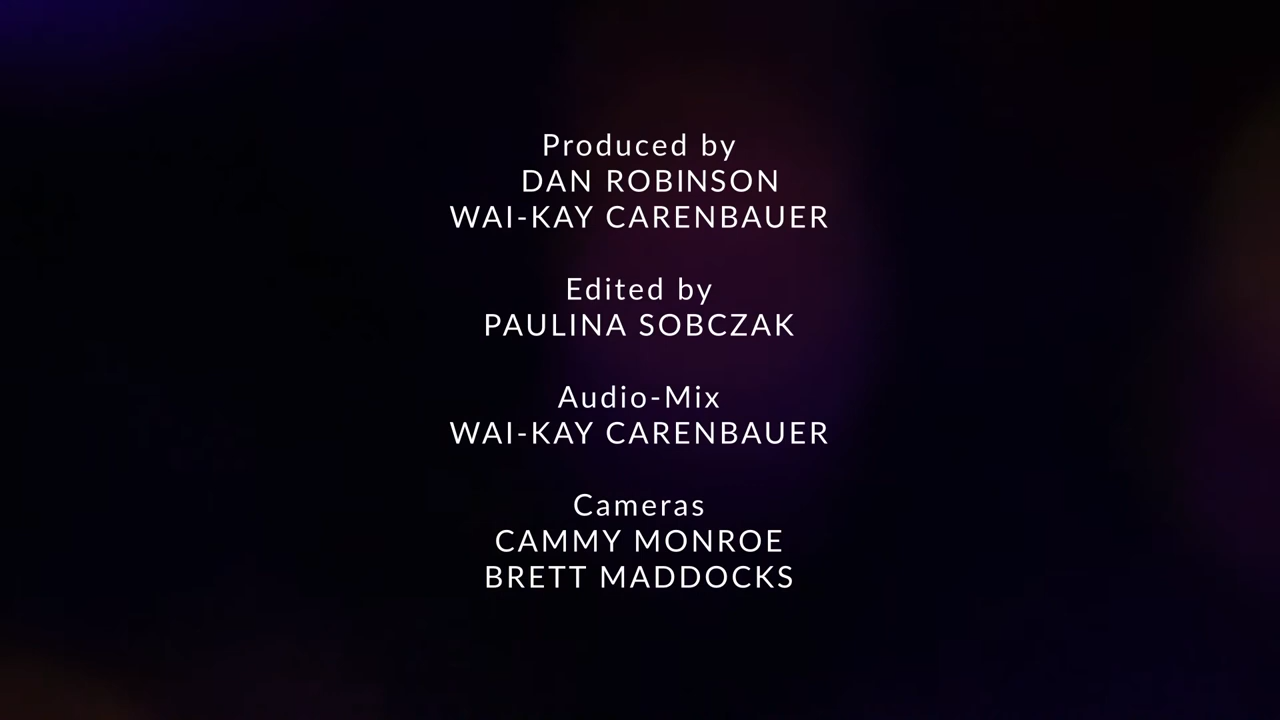 Produced by
DAN ROBINSON
WAI-KAY CARENBAUER
Edited by
PAULINA SOBCZAK
Audio-Mix
WAI-KAY CARENBAUER
Cameras
CAMMY MONROE
BRETT MADDOCKS